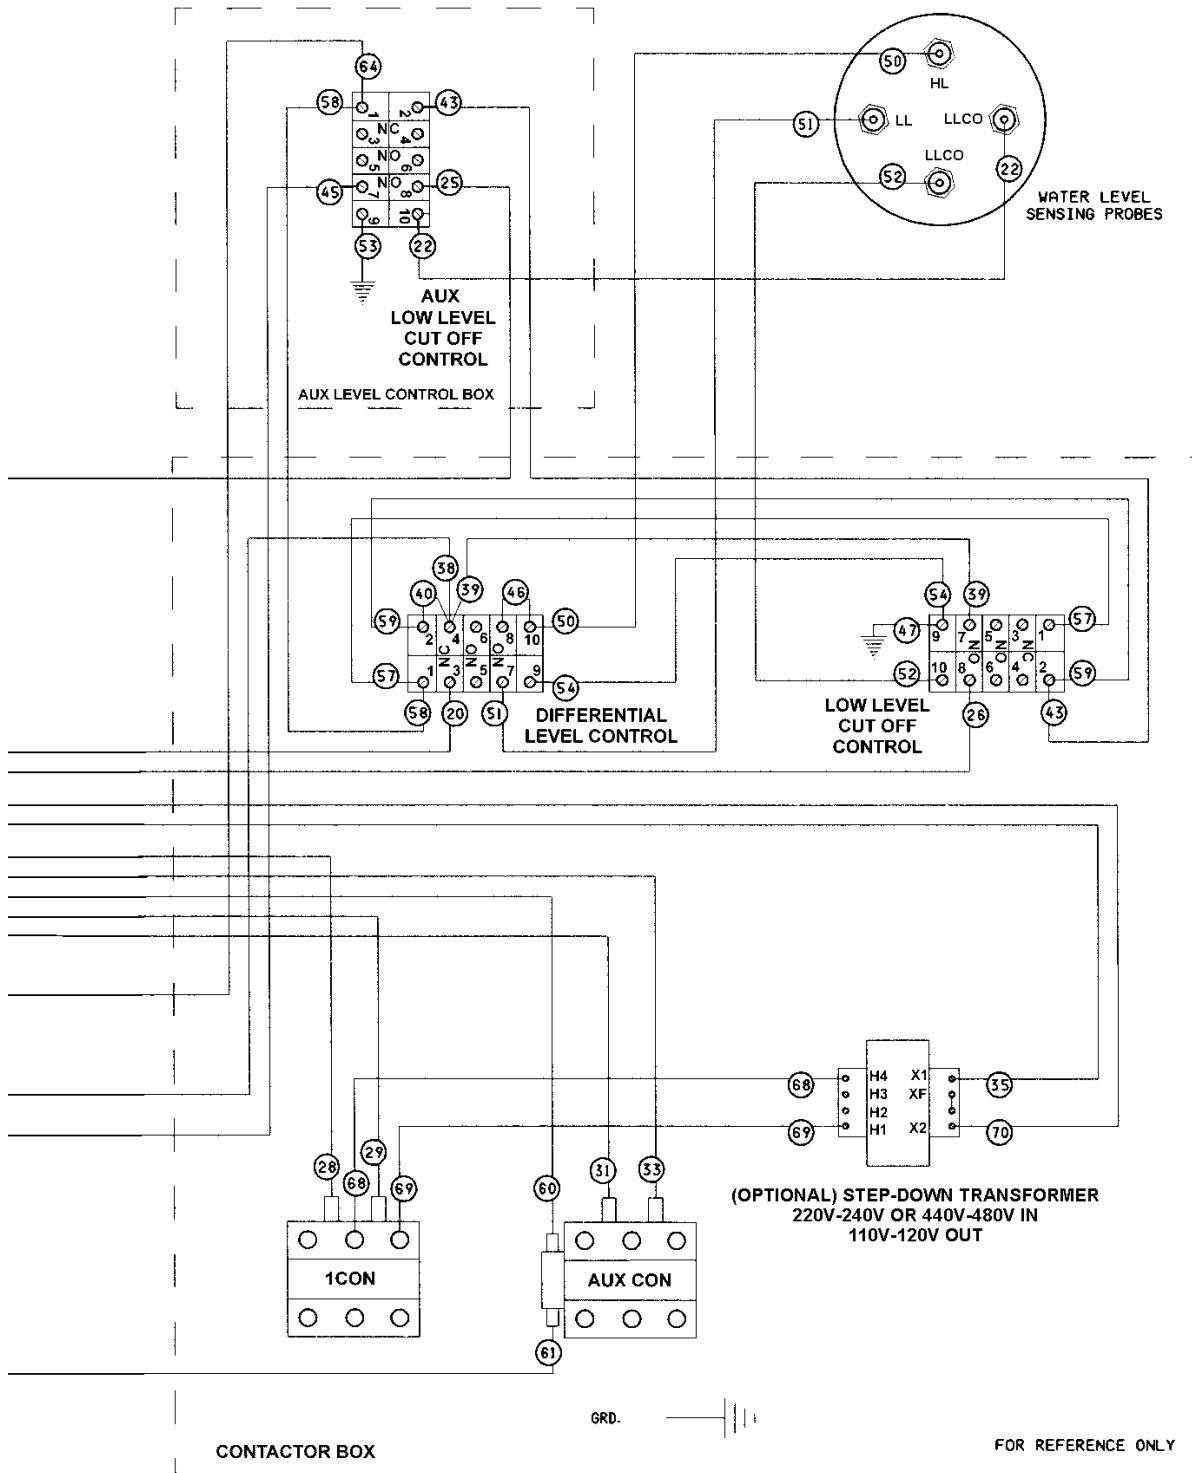 64
58
43
1
2
NC
3
4
NO
5
6
NO
45
7
8
25
9
10
53
22
AUX
LOW LEVEL
CUT OFF
CONTROL
AUX LEVEL CONTROL BOX
50
HL
51
LL
LLCO
LLCO
52
22
WATER LEVEL
SENSING PROBES
38
40
39
46
59
2
4
6
8
10
50
NC
NO
NO
57
1
3
5
7
9
54
58
20
51
DIFFERENTIAL
LEVEL CONTROL
54
39
47
9
7
5
3
1
57
NO
NO
NC
52
10
8
6
4
2
59
26
43
LOW LEVEL
CUT OFF
CONTROL
68
H4
X1
35
H3
XF
H2
69
H1
X2
70
(OPTIONAL) STEP-DOWN TRANSFORMER
220V-240V OR 440V-480V IN
110V-120V OUT
28
68
29
69
1CON
60
31
33
AUX CON
61
GRD.
CONTACTOR BOX
FOR REFERENCE ONLY